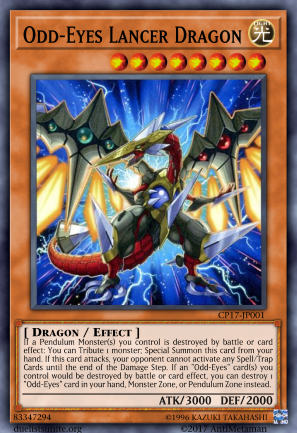 ODD-EYES LANCER DRAGON
LIGHT
光
CP17-JP001
[ DRAGON / EFFECT ]
If a Pendulum Monster(s) you control is destroyed by battle or card
effect: You can Tribute 1 monster; Special Summon this card from your
hand. If this card attacks, your opponent cannot activate any Spell/Trap
Cards until the end of the Damage Step. If an "Odd-Eyes" card(s) you
control would be destroyed by battle or card effect, you can destroy 1
"Odd-Eyes" card in your hand, Monster Zone, or Pendulum Zone instead.
ATK/3000 DEF/2000
83347294
©1996 KAZUKI TAKAHASHI
duelistsunite.org
©2017 AntiMetaman